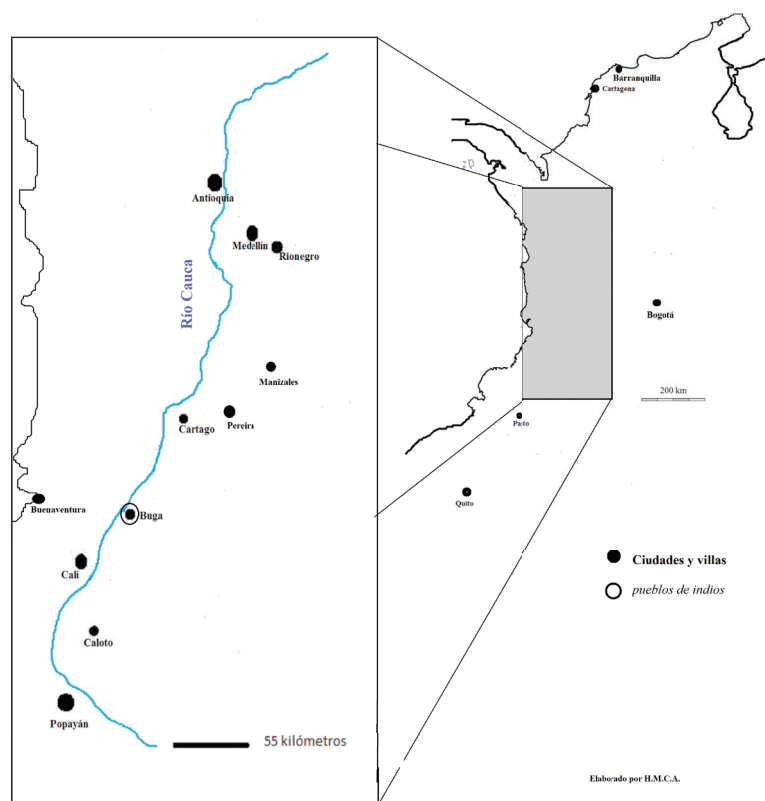 Barranquilla
Cartagena
Antioquia
Medellín
Rionegro
Río Cauca
Bogotá
Manizales
200 km
Cartago
Pereira
Pasto
Buenaventura
Buga
Quito
Cali
Ciudades y villas
pueblos de indios
Caloto
Popayán
55 kilómetros
Elaborado por H.M.C.A.